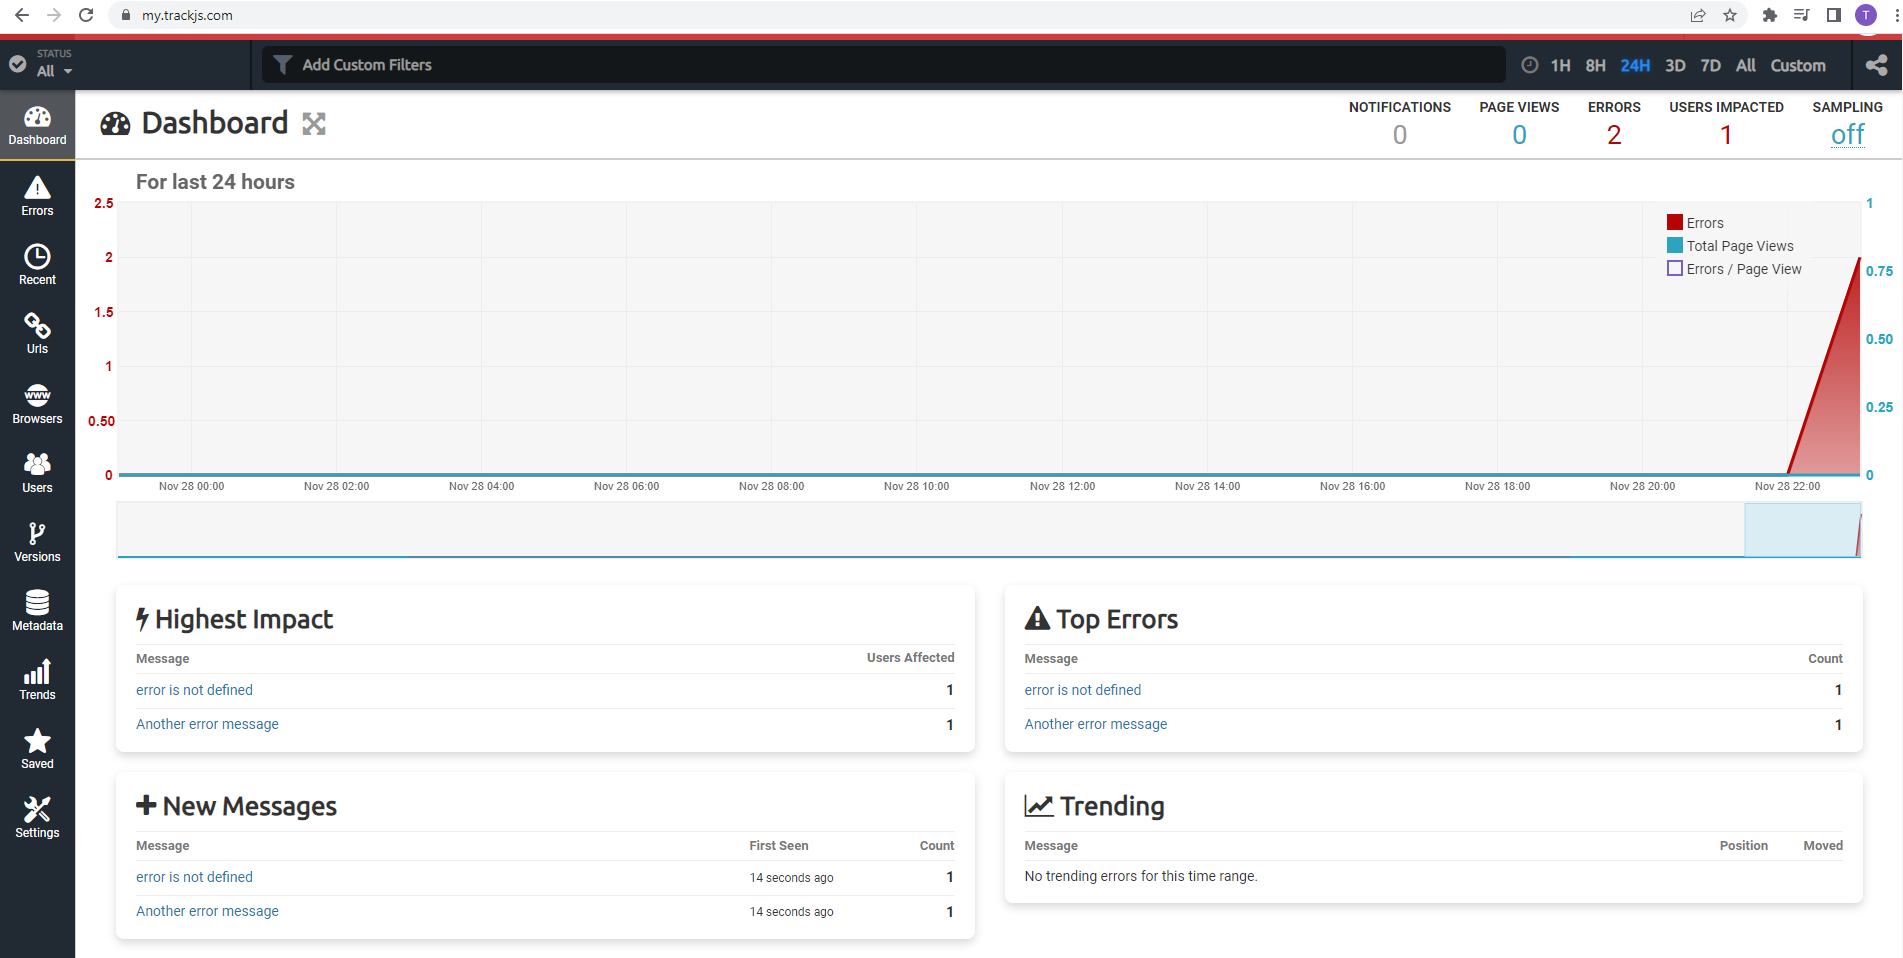 my.trackjs.com
T
STATUS
All
Add Custom Filters
1H 8H 24H 3D 7D All Custom
Dashboard
Errors
Recent
Urls
www
Browsers
Users
Versions
Metadata
Trends
Saved
Settings
Dashboard
NOTIFICATIONS PAGE VIEWS ERRORS USERS IMPACTED SAMPLING
0 0 2 1 off
For last 24 hours
2.5
2
1.5
1
0.50
0
1
0.75
0.50
0.25
0
Errors
Total Page Views
Errors / Page View
Nov 28 00:00 Nov 28 02:00 Nov 28 04:00 Nov 28 06:00 Nov 28 08:00 Nov 28 10:00 Nov 28 12:00 Nov 28 14:00 Nov 28 16:00 Nov 28 18:00 Nov 28 20:00 Nov 28 22:00
Highest Impact
Message Users Affected
error is not defined 1
Another error message 1
Top Errors
Message Count
error is not defined 1
Another error message 1
New Messages
Message First Seen Count
error is not defined 14 seconds ago 1
Another error message 14 seconds ago 1
Trending
Message Position Moved
No trending errors for this time range.